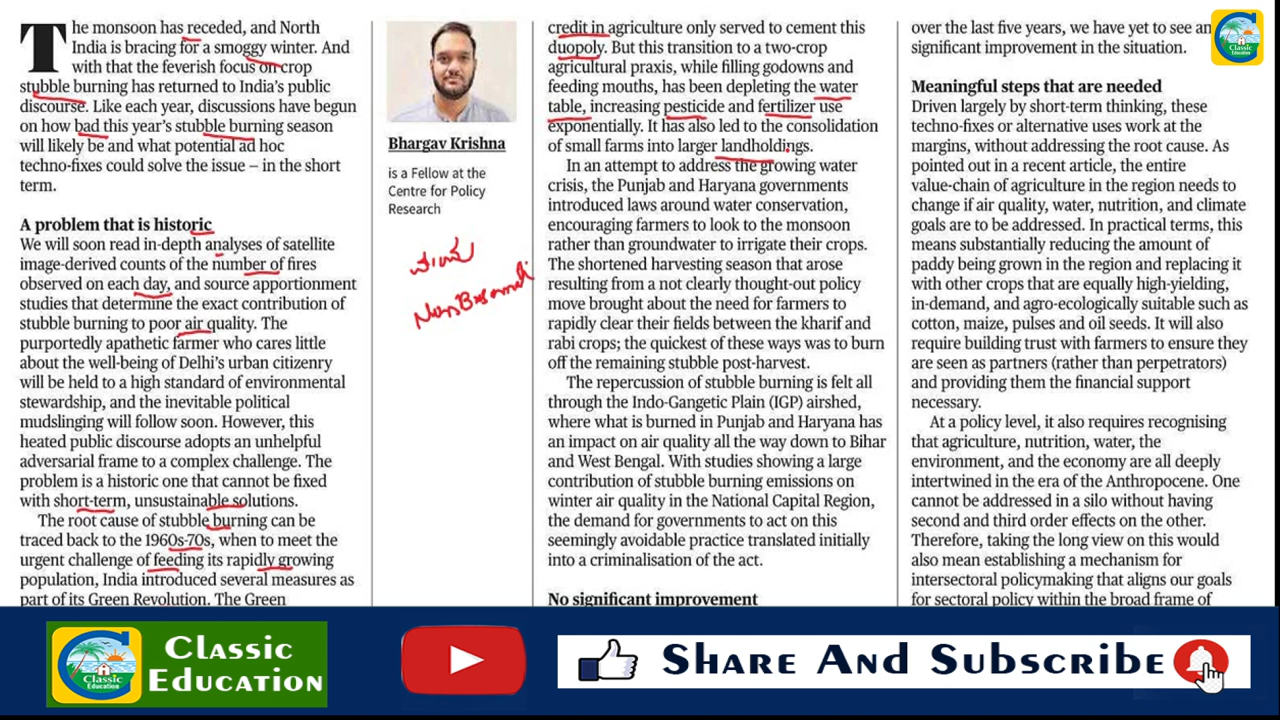 The monsoon has receded, and North
India is bracing for a smoggy winter. And
with that the feverish focus on crop
stubble burning has returned to India's public
discourse. Like each year, discussions have begun
on how bad this year's stubble burning season
will likely be and what potential ad hoc
techno-fixes could solve the issue — in the short
term.
A problem that is historic
We will soon read in-depth analyses of satellite
image-derived counts of the number of fires
observed on each day, and source apportionment
studies that determine the exact contribution of
stubble burning to poor air quality. The
purportedly apathetic farmer who cares little
about the well-being of Delhi's urban citizenry
will be held to a high standard of environmental
stewardship, and the inevitable political
mudslinging will follow soon. However, this
heated public discourse adopts an unhelpful
adversarial frame to a complex challenge. The
problem is a historic one that cannot be fixed
with short-term, unsustainable solutions.
The root cause of stubble burning can be
traced back to the 1960s-70s, when to meet the
urgent challenge of feeding its rapidly growing
population, India introduced several measures as
part of its Green Revolution. The Green
Bhargav Krishna
is a Fellow at the
Centre for Policy
Research
credit in agriculture only served to cement this
duopoly. But this transition to a two-crop
agricultural praxis, while filling godowns and
feeding mouths, has been depleting the water
table, increasing pesticide and fertilizer use
exponentially. It has also led to the consolidation
of small farms into larger landholdings.
In an attempt to address the growing water
crisis, the Punjab and Haryana governments
introduced laws around water conservation,
encouraging farmers to look to the monsoon
rather than groundwater to irrigate their crops.
The shortened harvesting season that arose
resulting from a not clearly thought-out policy
move brought about the need for farmers to
rapidly clear their fields between the kharif and
rabi crops; the quickest of these ways was to burn
off the remaining stubble post-harvest.
The repercussion of stubble burning is felt all
through the Indo-Gangetic Plain (IGP) airshed,
where what is burned in Punjab and Haryana has
an impact on air quality all the way down to Bihar
and West Bengal. With studies showing a large
contribution of stubble burning emissions on
winter air quality in the National Capital Region,
the demand for governments to act on this
seemingly avoidable practice translated initially
into a criminalisation of the act.
No significant improvement
over the last five years, we have yet to see an
significant improvement in the situation.
Meaningful steps that are needed
Driven largely by short-term thinking, these
techno-fixes or alternative uses work at the
margins, without addressing the root cause. As
pointed out in a recent article, the entire
value-chain of agriculture in the region needs to
change if air quality, water, nutrition, and climate
goals are to be addressed. In practical terms, this
means substantially reducing the amount of
paddy being grown in the region and replacing it
with other crops that are equally high-yielding,
in-demand, and agro-ecologically suitable such as
cotton, maize, pulses and oil seeds. It will also
require building trust with farmers to ensure they
are seen as partners (rather than perpetrators)
and providing them the financial support
necessary.
At a policy level, it also requires recognising
that agriculture, nutrition, water, the
environment, and the economy are all deeply
intertwined in the era of the Anthropocene. One
cannot be addressed in a silo without having
second and third order effects on the other.
Therefore, taking the long view on this would
also mean establishing a mechanism for
intersectoral policymaking that aligns our goals
for sectoral policy within the broad frame of
Classic
Education
Classic
Education
Classic
Education
Share And Subscribe